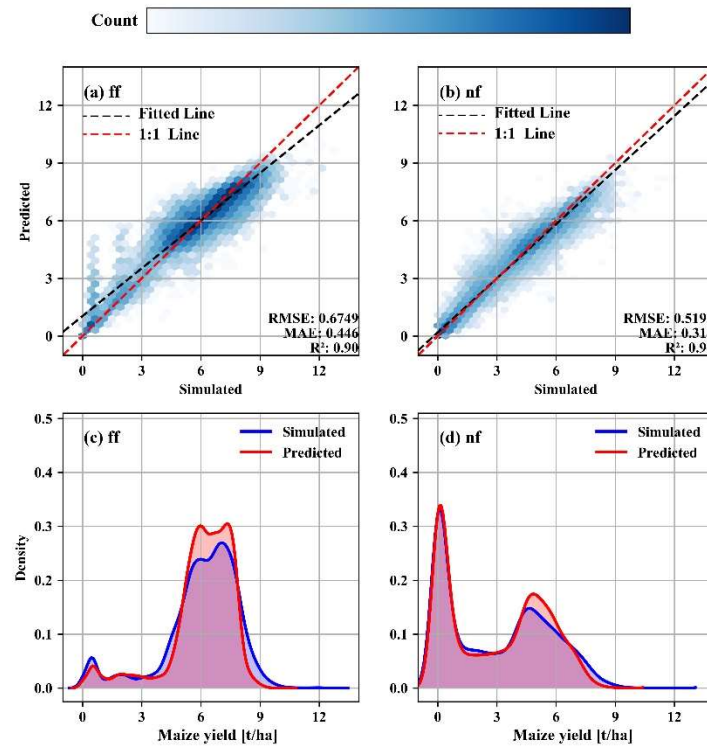 Count
(a) ff
Fitted Line
1:1 Line
12
9
6
3
0
Predicted
RMSE: 0.6749
MAE: 0.446
R²: 0.90
0 3 6 9 12
Simulated
(b) nf
Fitted Line
1:1 Line
12
9
6
3
0
RMSE: 0.519
MAE: 0.31
R²: 0.9
0 3 6 9 12
Simulated
(c) ff
Simulated
Predicted
0.5
0.4
0.3
0.2
0.1
0.0
Density
0 3 6 9 12
Maize yield [t/ha]
(d) nf
Simulated
Predicted
0.5
0.4
0.3
0.2
0.1
0.0
0 3 6 9 12
Maize yield [t/ha]